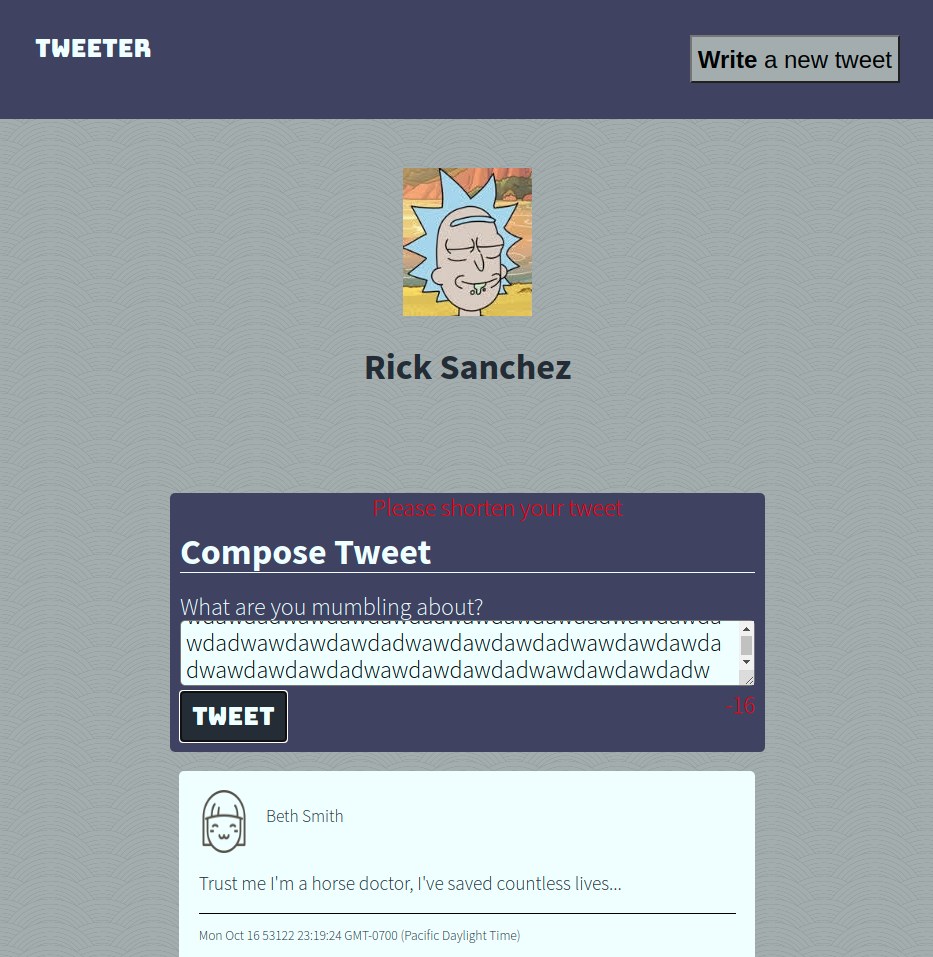 TWEETER
Write a new tweet
Rick Sanchez
Please shorten your tweet
Compose Tweet
What are you mumbling about?
wdadwawdawdawdadwawdawdawdadwawdawdawda
dwawdawdawdadwawdawdawdadwawdawdawdadw
TWEET
-16
Beth Smith
Trust me I'm a horse doctor, I've saved countless lives...
Mon Oct 16 53122 23:19:24 GMT-0700 (Pacific Daylight Time)